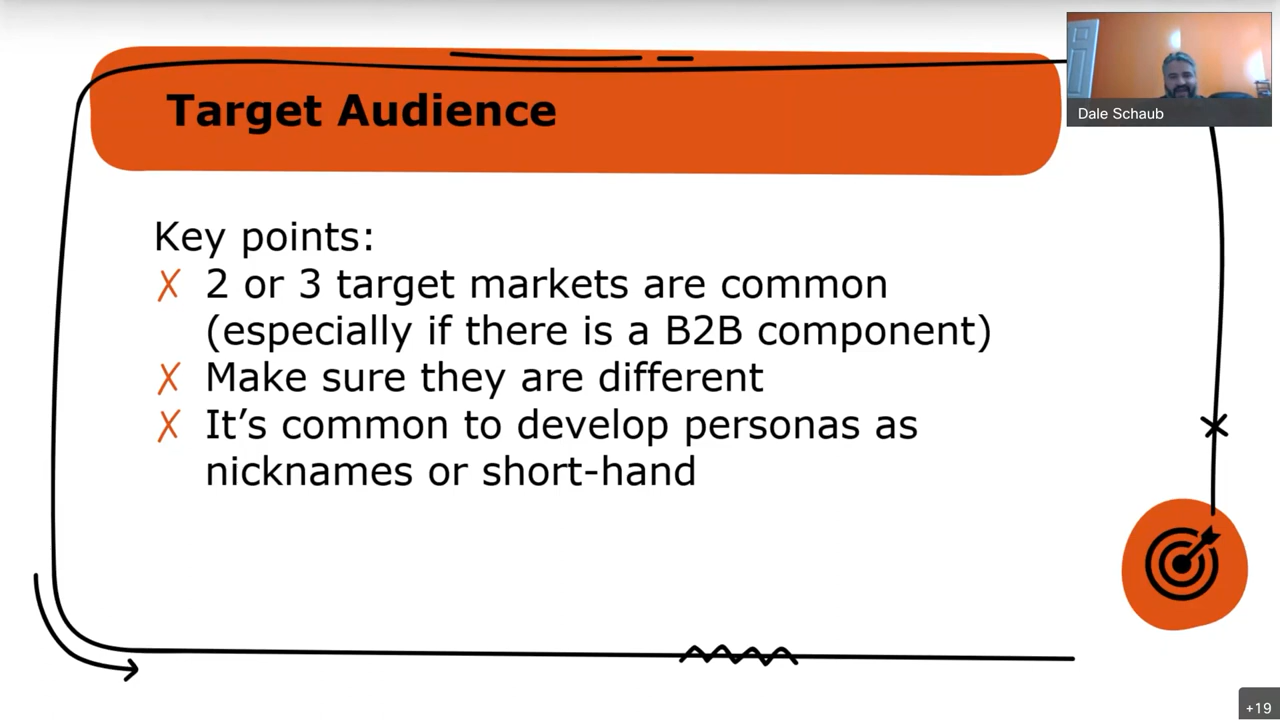 Target Audience
Dale Schaub
Key points:
2 or 3 target markets are common
(especially if there is a B2B component)
Make sure they are different
It’s common to develop personas as
nicknames or short-hand
+19